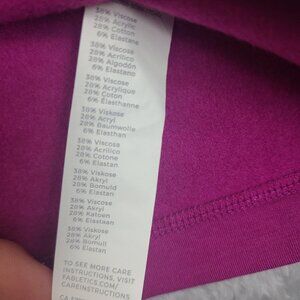 38% Viscose
28% Acrylic
28% Cotton
6% Elastane
38% Viscose
28% Acrílico
28% Algodón
6% Elastano
38% Viscose
28% Acrylique
28% Coton
6% Elasthanne
38% Viskose
28% Acryl
28% Baumwolle
6% Elasthan
38% Viscosa
28% Acrilico
28% Cotone
6% Elastan
38% Viskose
28% Akryl
28% Bomuld
6% Elastan
38% Viscose
28% Akryl
28% Katoen
6% Elastaan
38% Viskos
28% Akryl
28% Bomull
6% Elastan
TO SEE MORE CARE
INSTRUCTIONS, VISIT
FABLETICS.COM/
CAREINSTRUCTIONS